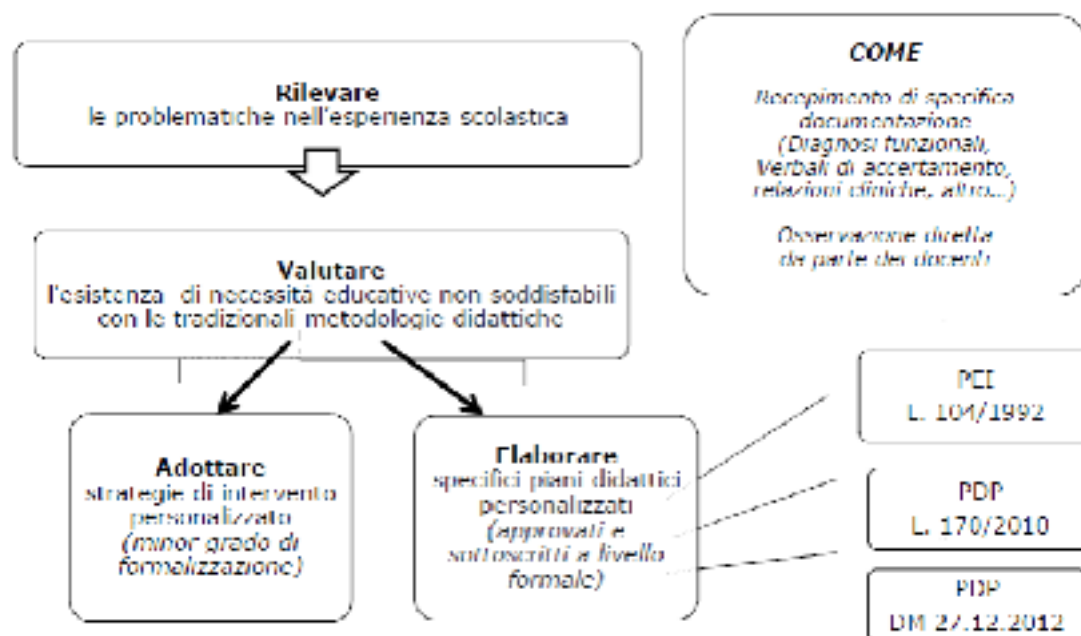 Rilevare
le problematiche nell'esperienza scolastica
COME
Recepimento di specifica
documentazione
(Diagnosi funzionali,
Verbali di accertamento,
relazioni cliniche, altro...)
Osservazione diretta
da parte dei docenti
Valutare
l'esistenza di necessità educative non soddisfabili
con le tradizionali metodologie didattiche
Adottare
strategie di intervento
personalizzato
(minor grado di
formalizzazione)
Elaborare
specifici piani didattici
personalizzati
(approvati e
sottoscritti a livello
formale)
PEI
L. 104/1992
PDP
L. 170/2010
PDP
DM 27.12.2012